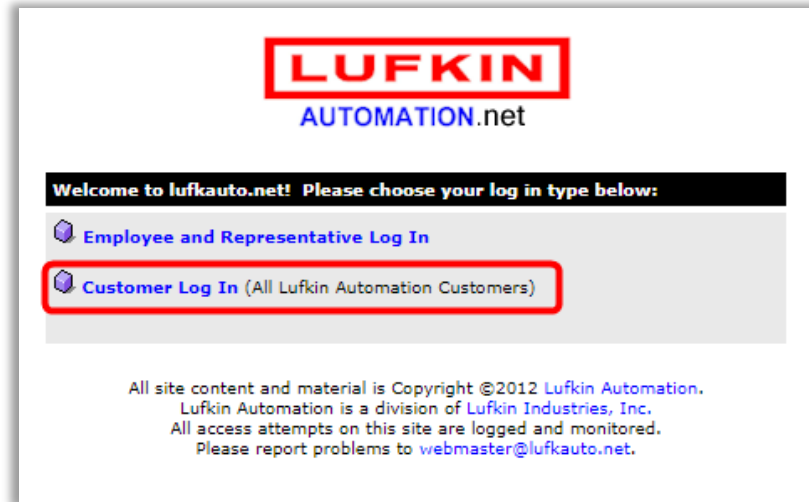 LUFKIN
AUTOMATION.net
Welcome to lufkauto.net! Please choose your log in type below:
Employee and Representative Log In
Customer Log In (All Lufkin Automation Customers)
All site content and material is Copyright ©2012 Lufkin Automation.
Lufkin Automation is a division of Lufkin Industries, Inc.
All access attempts on this site are logged and monitored.
Please report problems to webmaster@lufkauto.net.